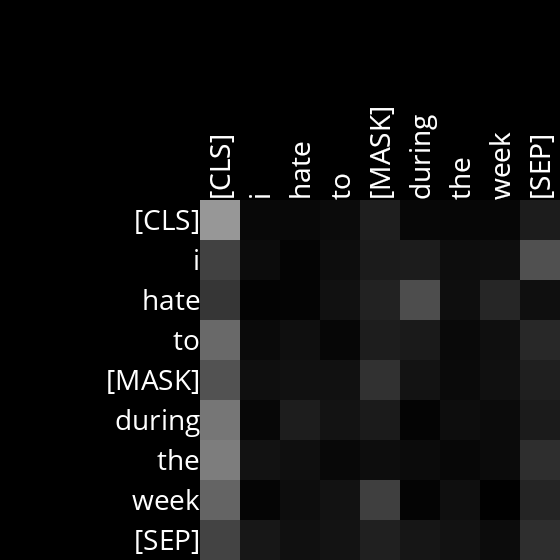 [CLS] i hate to [MASK] during the week [SEP]
[CLS]
i
hate
to
[MASK]
during
the
week
[SEP]